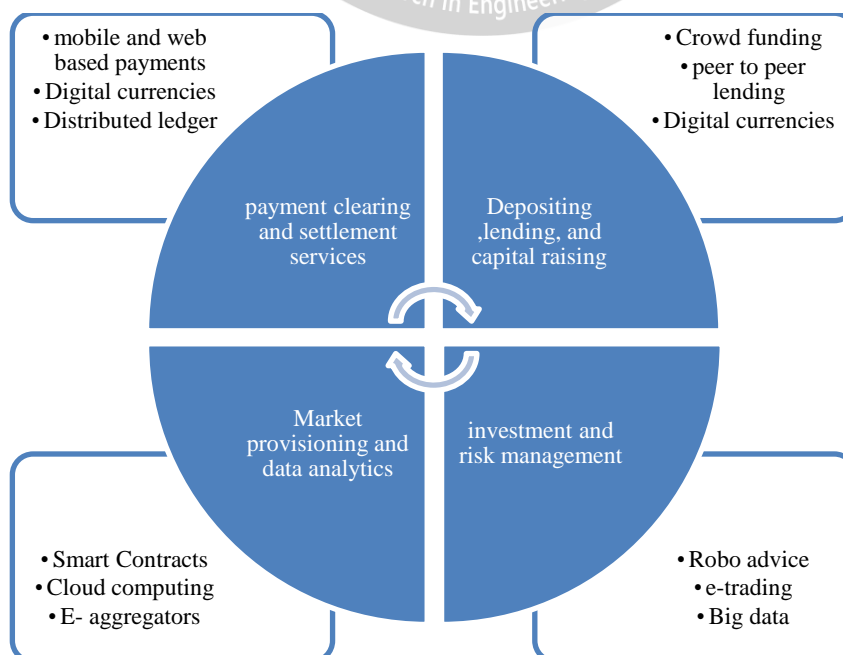 in Engineer
• mobile and web
based payments
• Digital currencies
• Distributed ledger
• Crowd funding
• peer to peer
lending
• Digital currencies
payment clearing
and settlement
services
Depositing
,lending, and
capital raising
Market
provisioning and
data analytics
investment and
risk management
• Smart Contracts
• Cloud computing
• E- aggregators
• Robo advice
• e-trading
• Big data